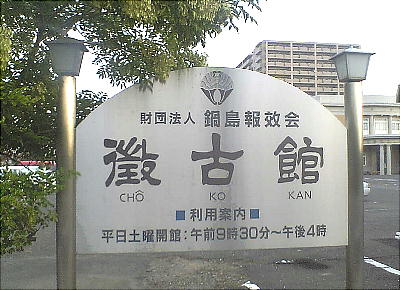 財団法人 鍋島報效会
徴古館
CHÔ KO KAN
■利用案内■
平日土曜開館:午前9時30分～午後4時